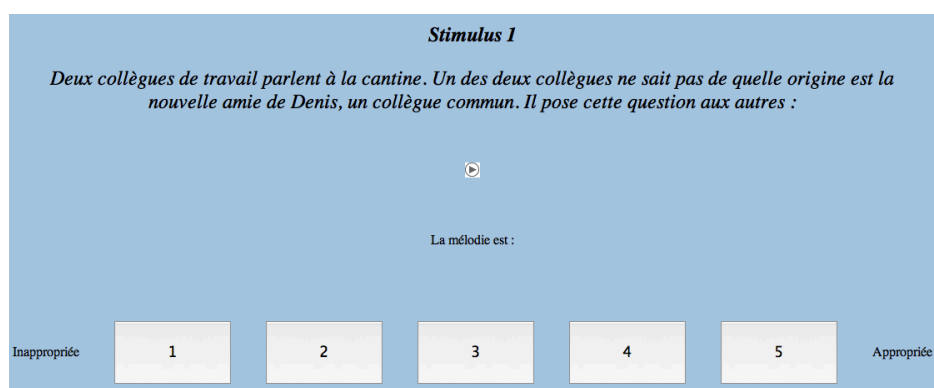 Stimulus 1
Deux collègues de travail parlent à la cantine. Un des deux collègues ne sait pas de quelle origine est la
nouvelle amie de Denis, un collègue commun. Il pose cette question aux autres :
La mélodie est :
Inappropriée 1 2 3 4 5 Appropriée